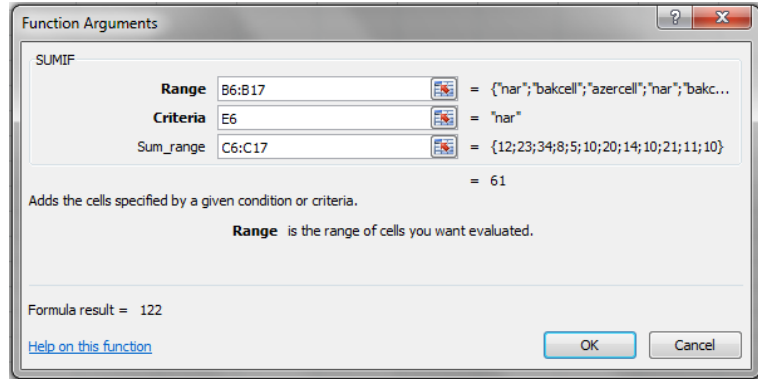 Function Arguments
SUMIF
Range B6:B17 = {"nar";"bakcell";"azercell";"nar";"bakc...
Criteria E6 = "nar"
Sum_range C6:C17 = {12;23;34;8;5;10;20;14;10;21;11;10}
= 61
Adds the cells specified by a given condition or criteria.
Range is the range of cells you want evaluated.
Formula result = 122
Help on this function OK Cancel